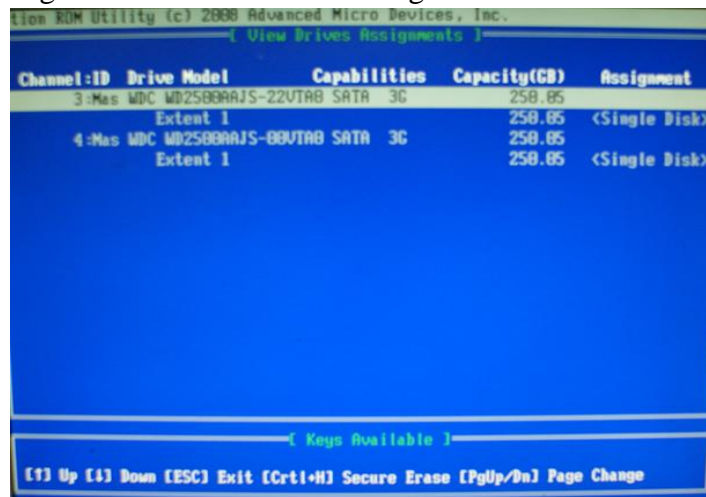 tion ROM Utility (c) 2008 Advanced Micro Devices, Inc.
[ View Drives Assignments ]
Channel:ID Drive Model Capabilities Capacity(GB) Assignment
3:Mas WDC WD2500AAJS-22VTA0 SATA 3G 250.05
Extent 1 250.05 <Single Disk>
4:Mas WDC WD2500AAJS-00VTA0 SATA 3G 250.05
Extent 1 250.05 <Single Disk>
[ Keys Available ]
[↑] Up [↓] Down [ESC] Exit [Crtl+H] Secure Erase [PgUp/Dn] Page Change